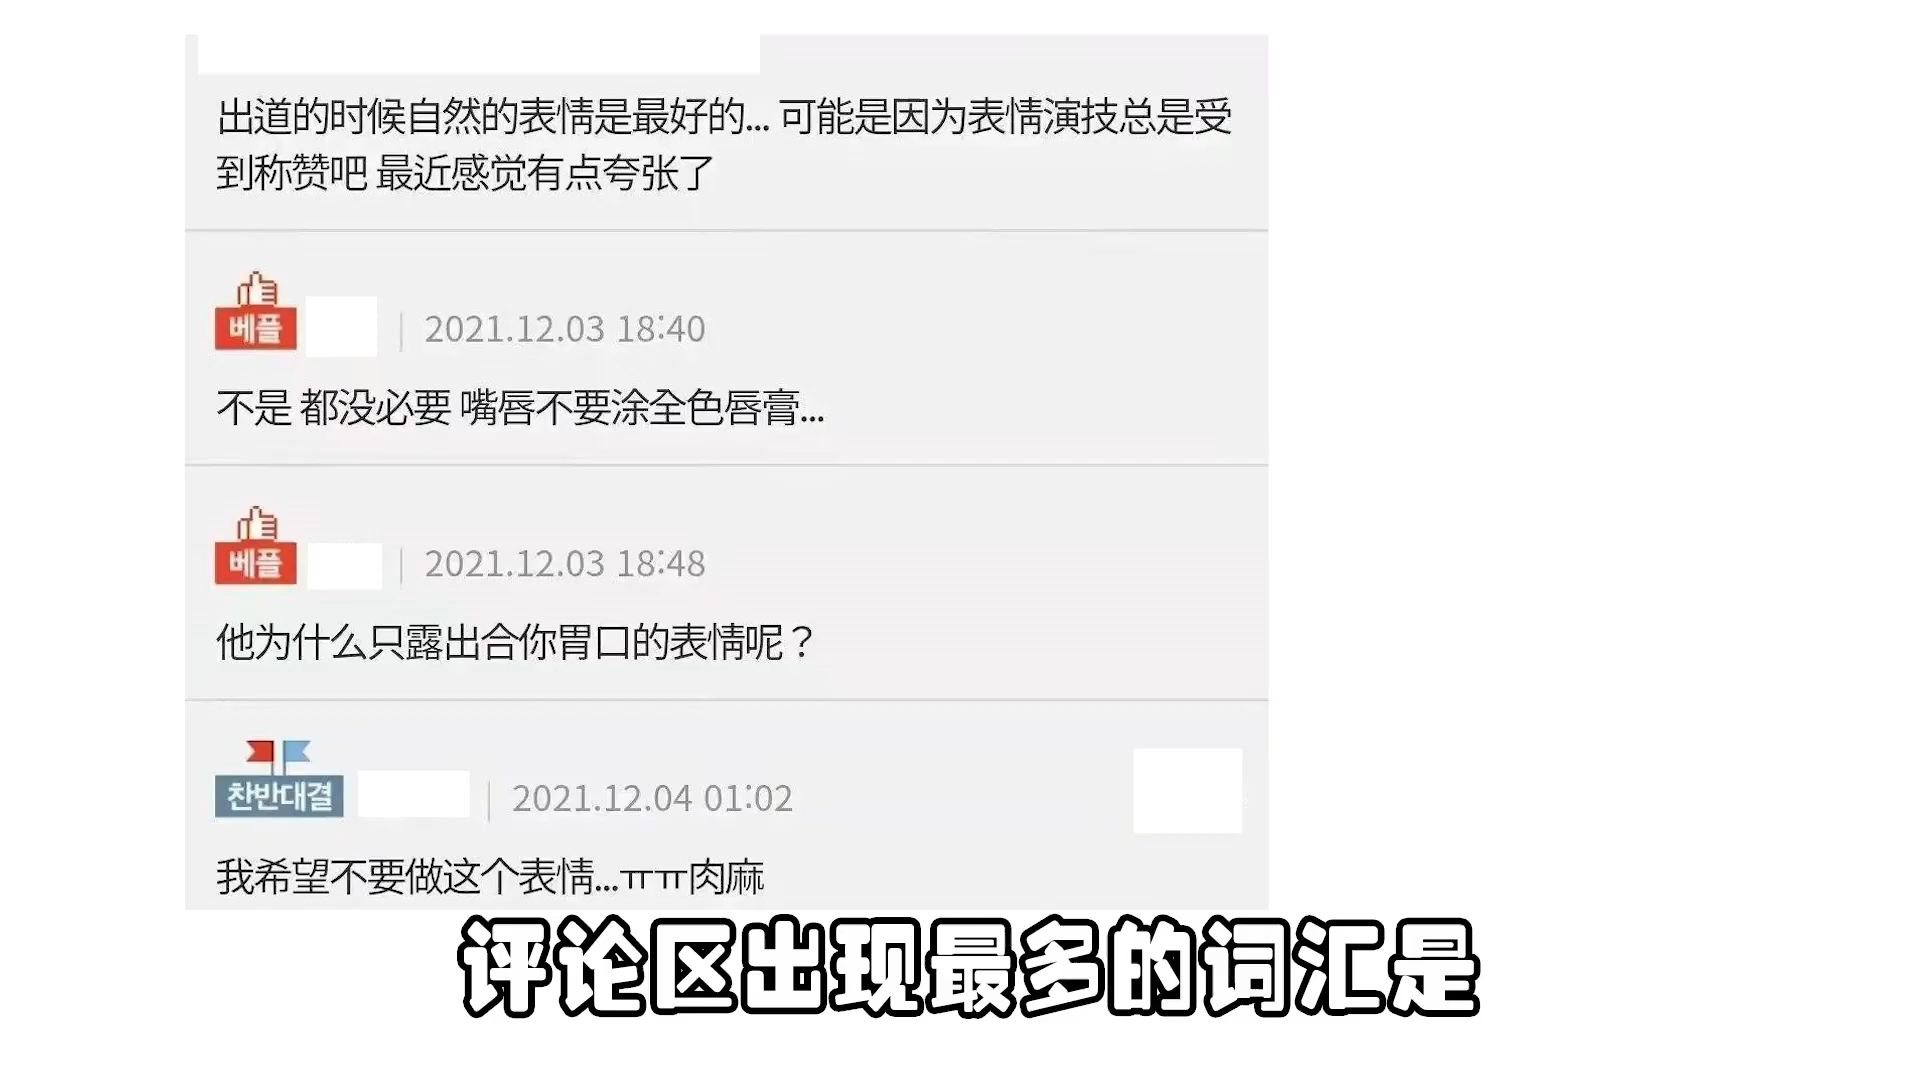 出道的时候自然的表情是最好的... 可能是因为表情演技总是受
到称赞吧 最近感觉有点夸张了
베플 | 2021.12.03 18:40
不是 都没必要 嘴唇不要涂全色唇膏...
베플 | 2021.12.03 18:48
他为什么只露出合你胃口的表情呢？
찬반대결 | 2021.12.04 01:02
我希望不要做这个表情...ㅠㅠ肉麻
评论区出现最多的词汇是